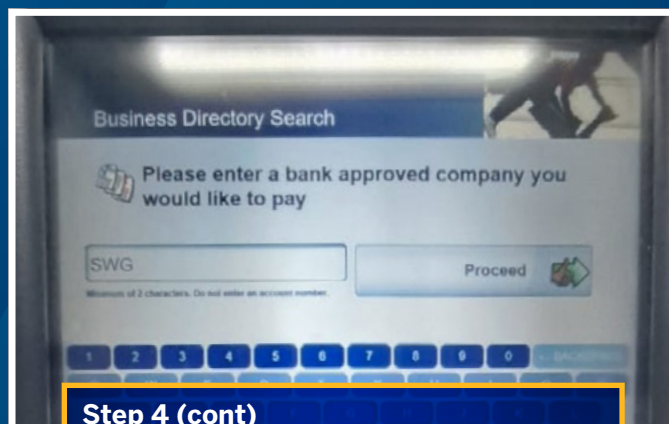 Business Directory Search
Please enter a bank approved company you
would like to pay
SWG
Proceed
Minimum of 2 characters. Do not enter an account number.
1 2 3 4 5 6 7 8 9 0 BACKSPACE
Step 4 (cont)